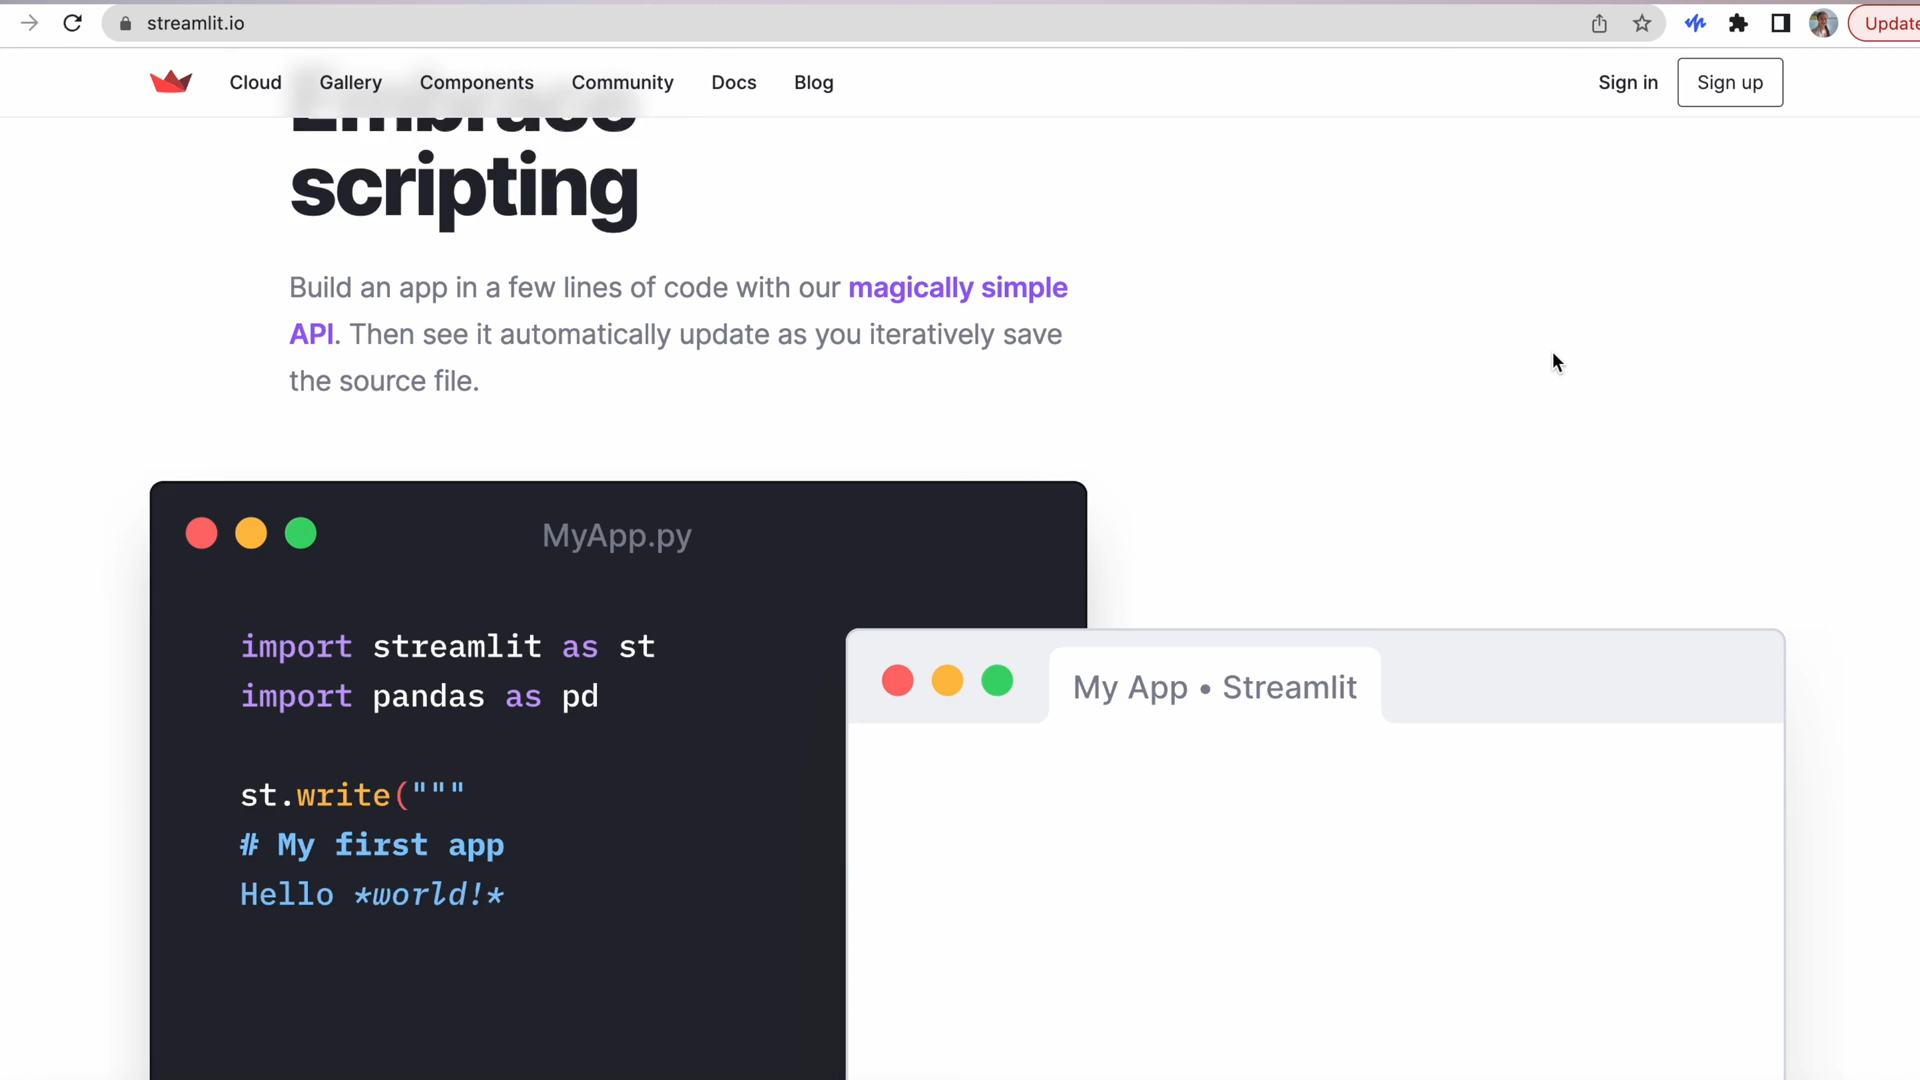 streamlit.io
Update
Cloud Gallery Components Community Docs Blog Sign in Sign up
Embrace
scripting
Build an app in a few lines of code with our magically simple
API. Then see it automatically update as you iteratively save
the source file.
MyApp.py
import streamlit as st
import pandas as pd
st.write("""
# My first app
Hello *world!*
My App • Streamlit